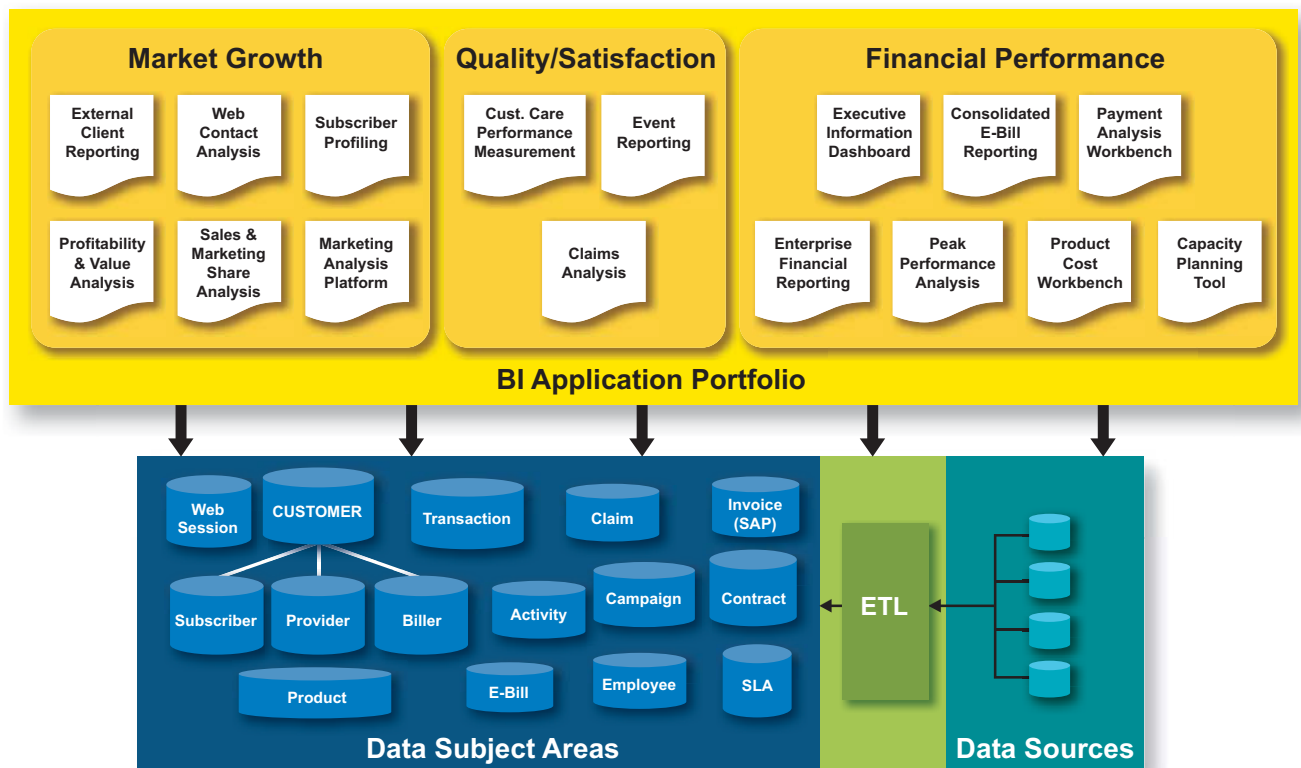 Market Growth
Quality/Satisfaction
Financial Performance
External
Client
Reporting
Web
Contact
Analysis
Subscriber
Profiling
Cust. Care
Performance
Measurement
Event
Reporting
Executive
Information
Dashboard
Consolidated
E-Bill
Reporting
Payment
Analysis
Workbench
Profitability
& Value
Analysis
Sales &
Marketing
Share
Analysis
Marketing
Analysis
Platform
Claims
Analysis
Enterprise
Financial
Reporting
Peak
Performance
Analysis
Product
Cost
Workbench
Capacity
Planning
Tool
BI Application Portfolio
Web
Session
CUSTOMER
Transaction
Claim
Invoice
(SAP)
Subscriber
Provider
Biller
Activity
Campaign
Contract
ETL
Product
E-Bill
Employee
SLA
Data Subject Areas
Data Sources